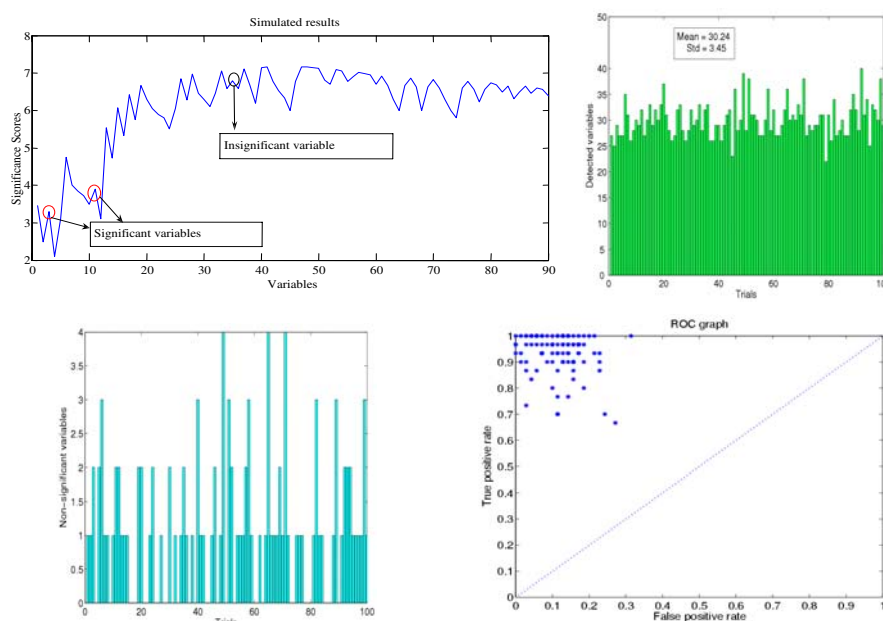 Simulated results
8
7
6
5
4
3
2
Significance Scores
Insignificant variable
Significant variables
0 10 20 30 40 50 60 70 80 90
Variables
50
45
40
35
30
25
20
15
10
5
0
Detected variables
Mean = 30.24
Std = 3.45
0 20 40 60 80 100
Trials
4
3.5
3
2.5
2
1.5
1
0.5
0
Non-significant variables
0 20 40 60 80 100
Trials
ROC graph
1
0.9
0.8
0.7
0.6
0.5
0.4
0.3
0.2
0.1
0
True positive rate
0 0.1 0.2 0.3 0.4 0.5 0.6 0.7 0.8 0.9 1
False positive rate